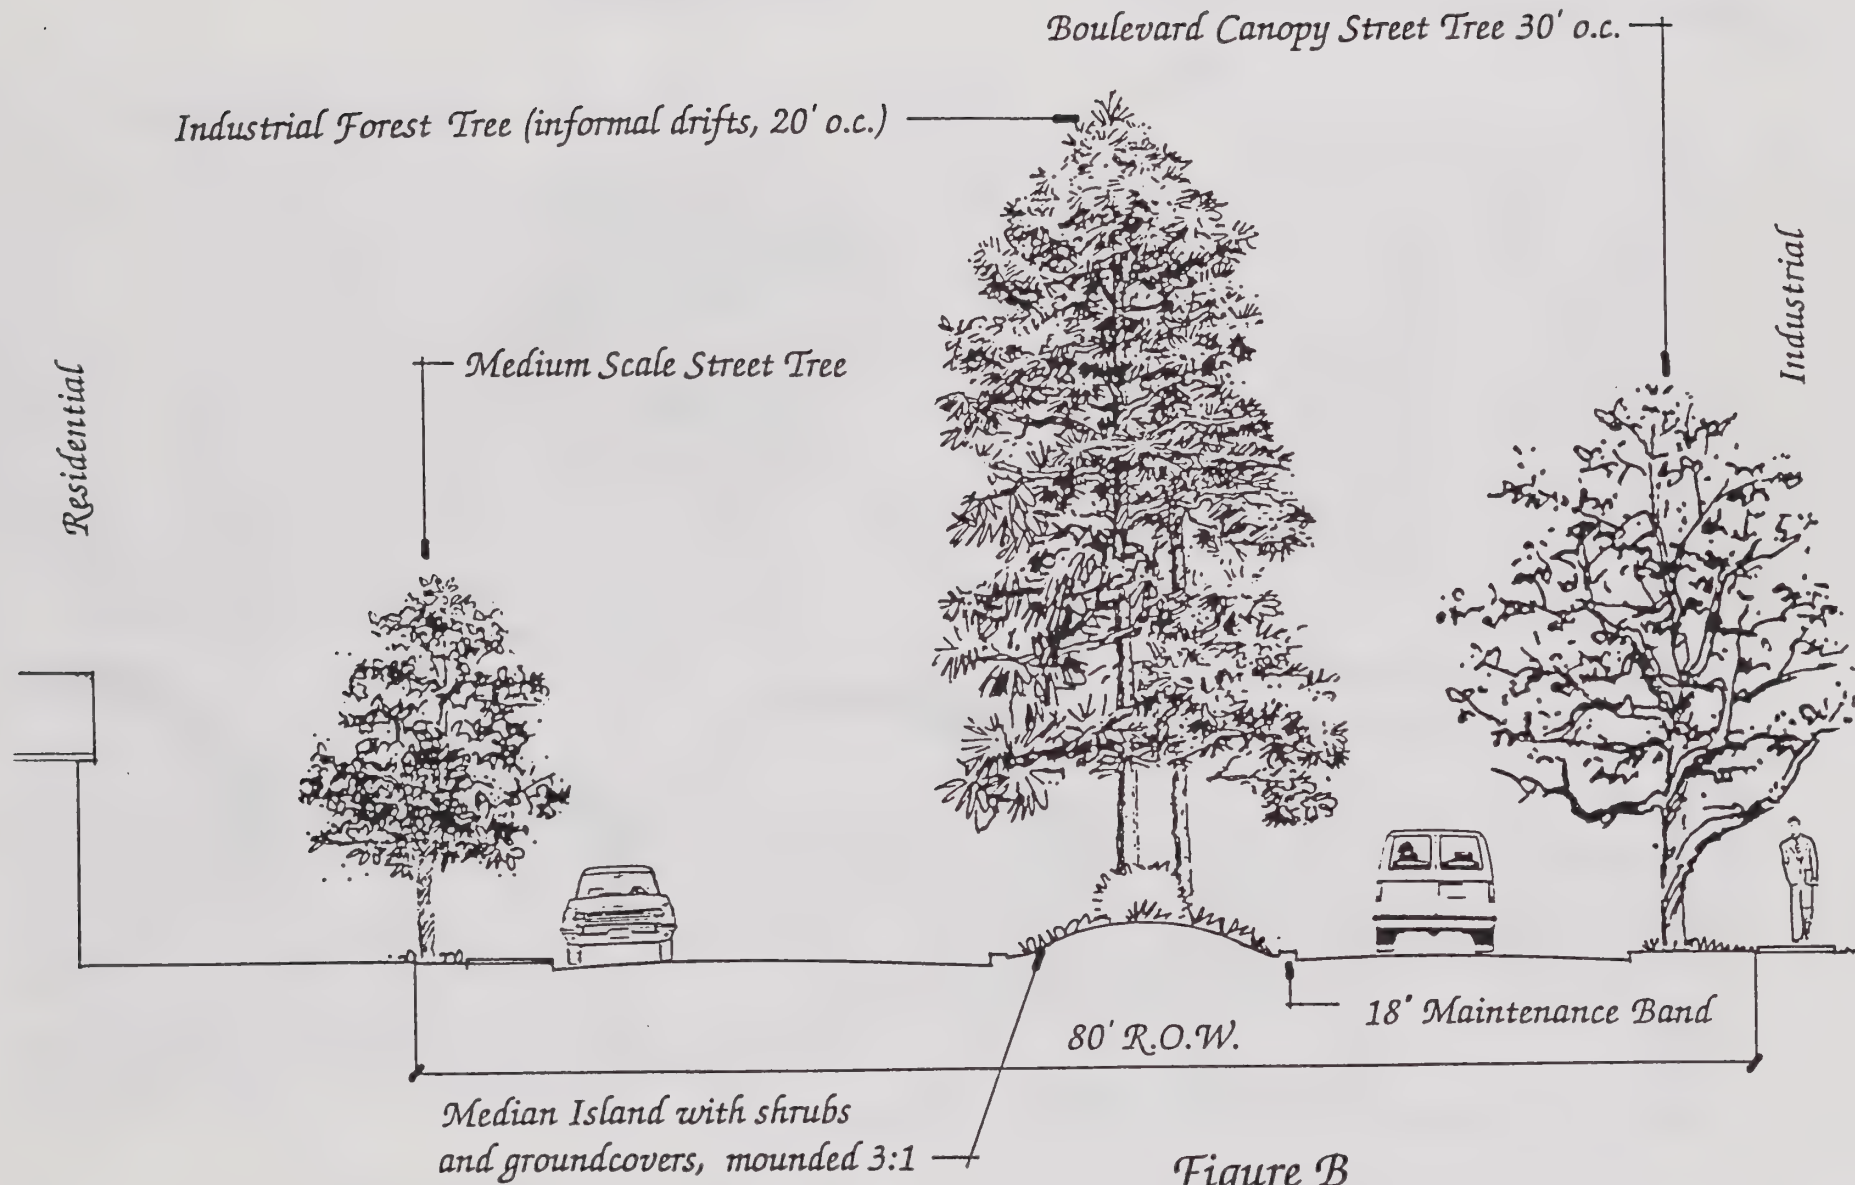 Boulevard Canopy Street Tree 30' o.c.
Industrial Forest Tree (informal drifts, 20' o.c.)
Industrial
Medium Scale Street Tree
Residential
18' Maintenance Band
80' R.O.W.
Median Island with shrubs
and groundcovers, mounded 3:1
Figure B